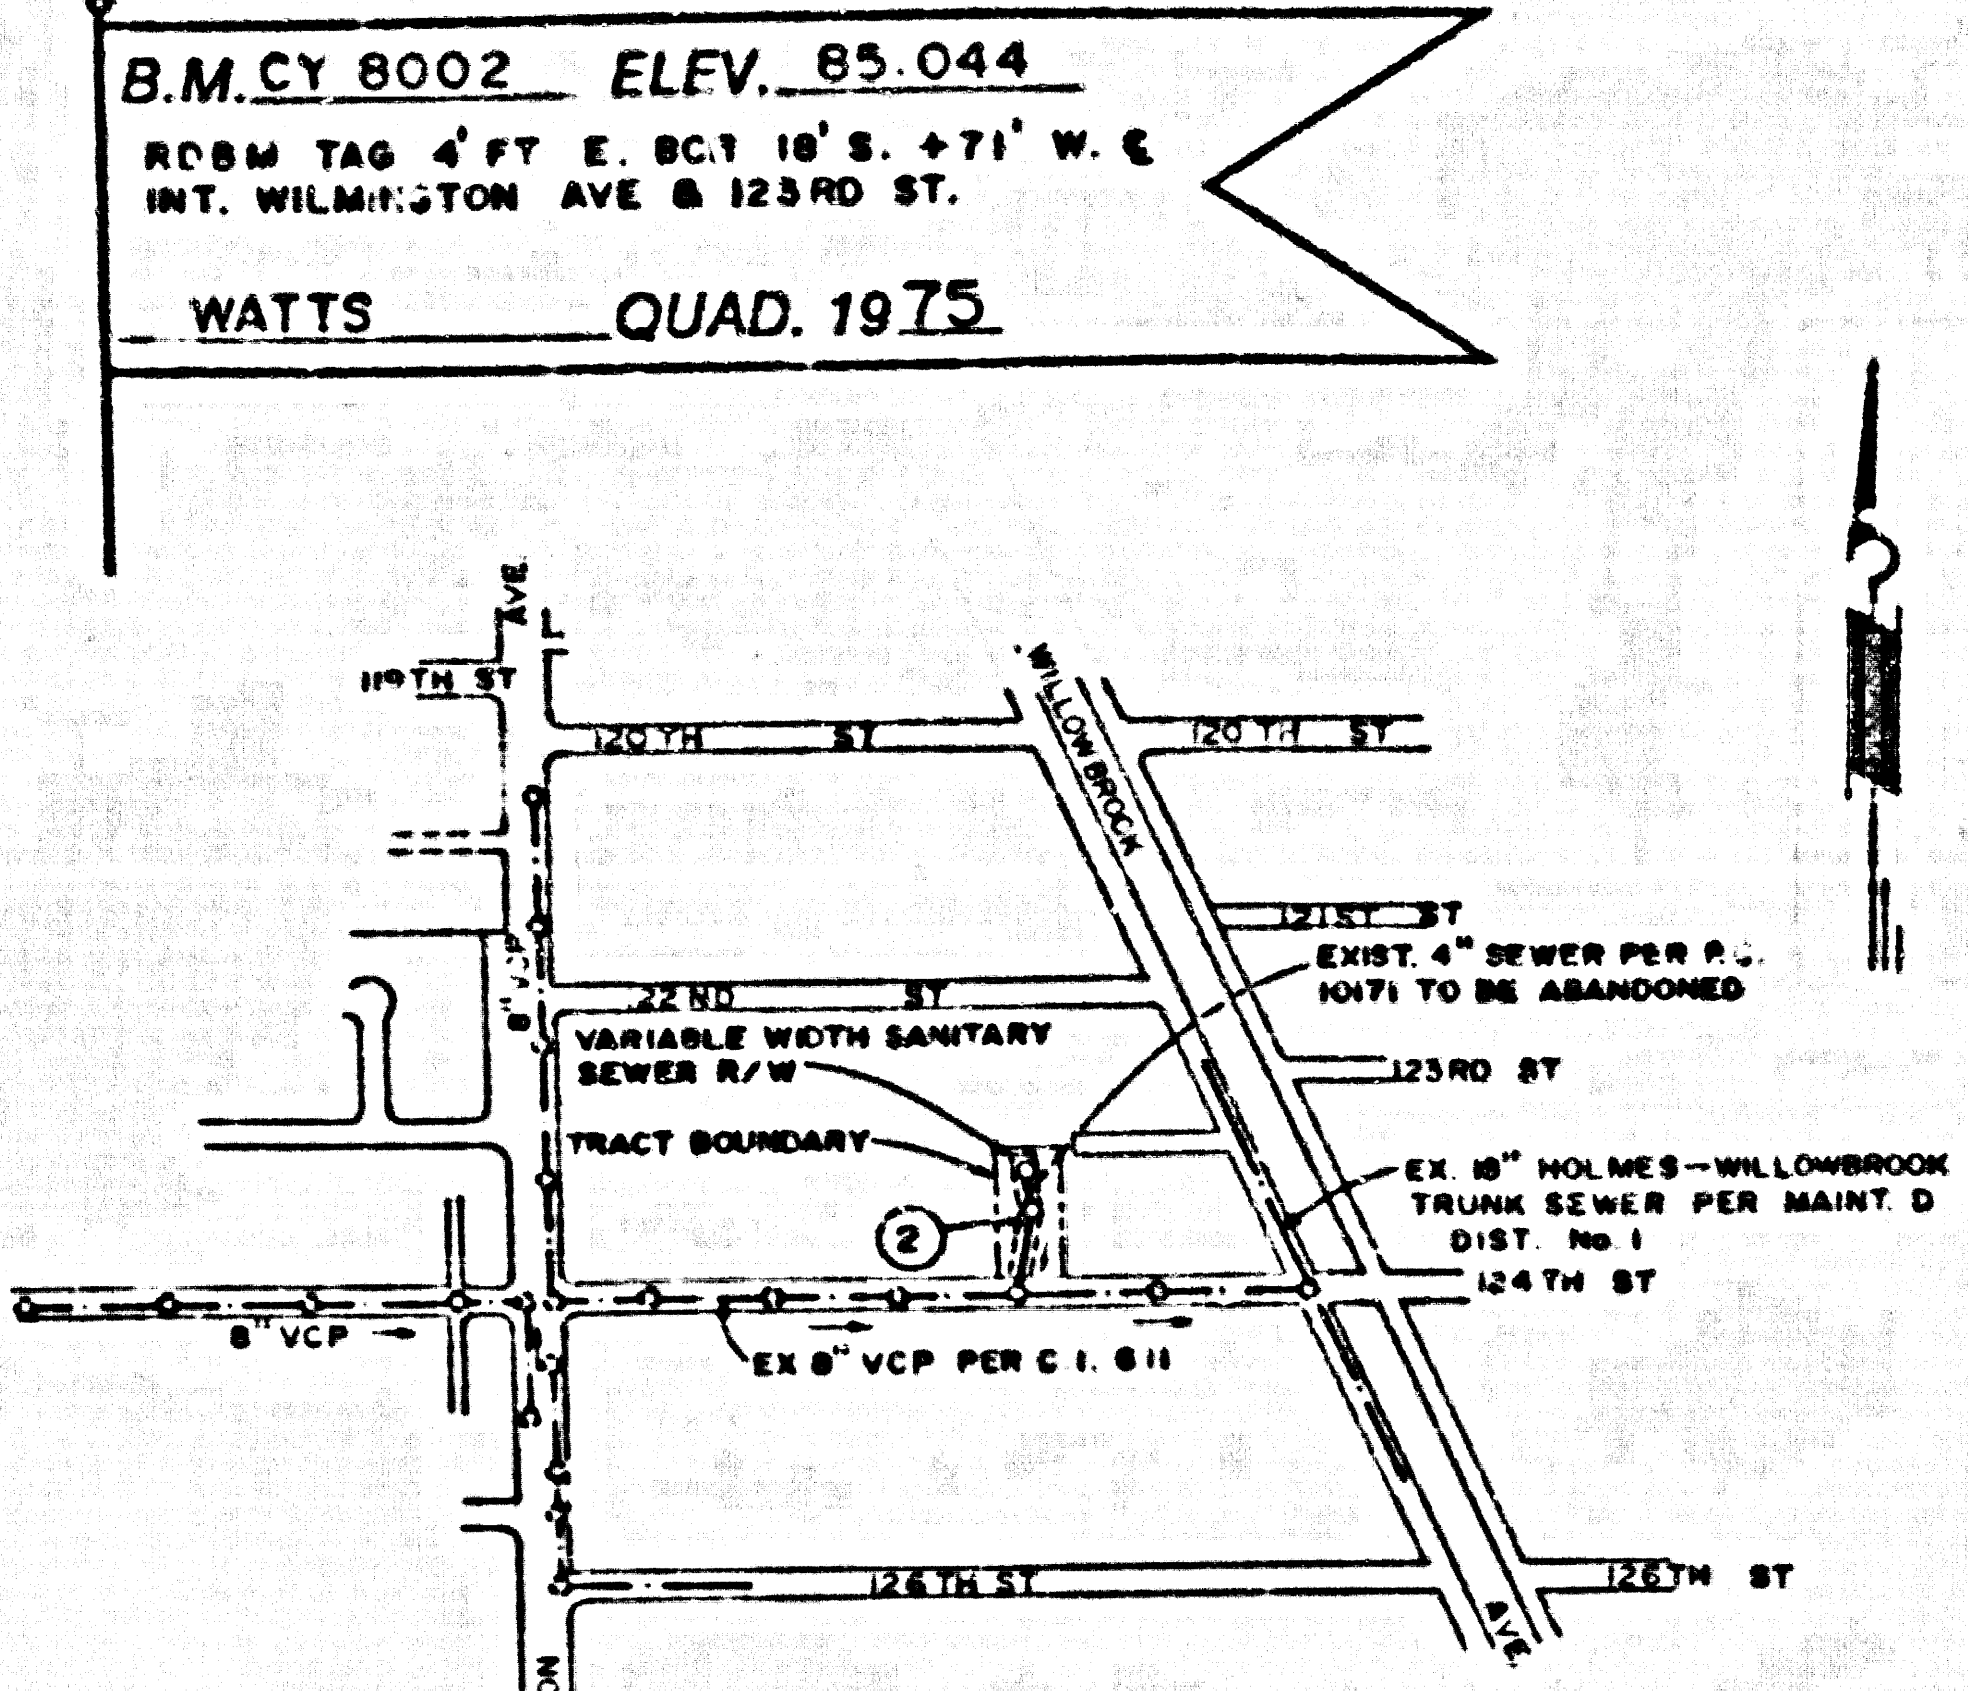 B.M. CY 8002 ELEV. 85.044
RDBM TAG 4' FT E. BCR 18' S. + 71' W. ℄
INT. WILMINGTON AVE & 123RD ST.
WATTS QUAD. 1975
AVE.
119TH ST
WILLOWBROOK
120TH ST
120TH ST
121ST ST
EXIST. 4" SEWER PER P.C.
10171 TO BE ABANDONED
8" VCP
22ND ST
VARIABLE WIDTH SANITARY
SEWER R/W
123RD ST
TRACT BOUNDARY
EX. 18" HOLMES-WILLOWBROOK
TRUNK SEWER PER MAINT. D
DIST. No. 1
2
124TH ST
8" VCP
EX 8" VCP PER C.I. 611
126TH ST
126TH ST
AVE.
ON